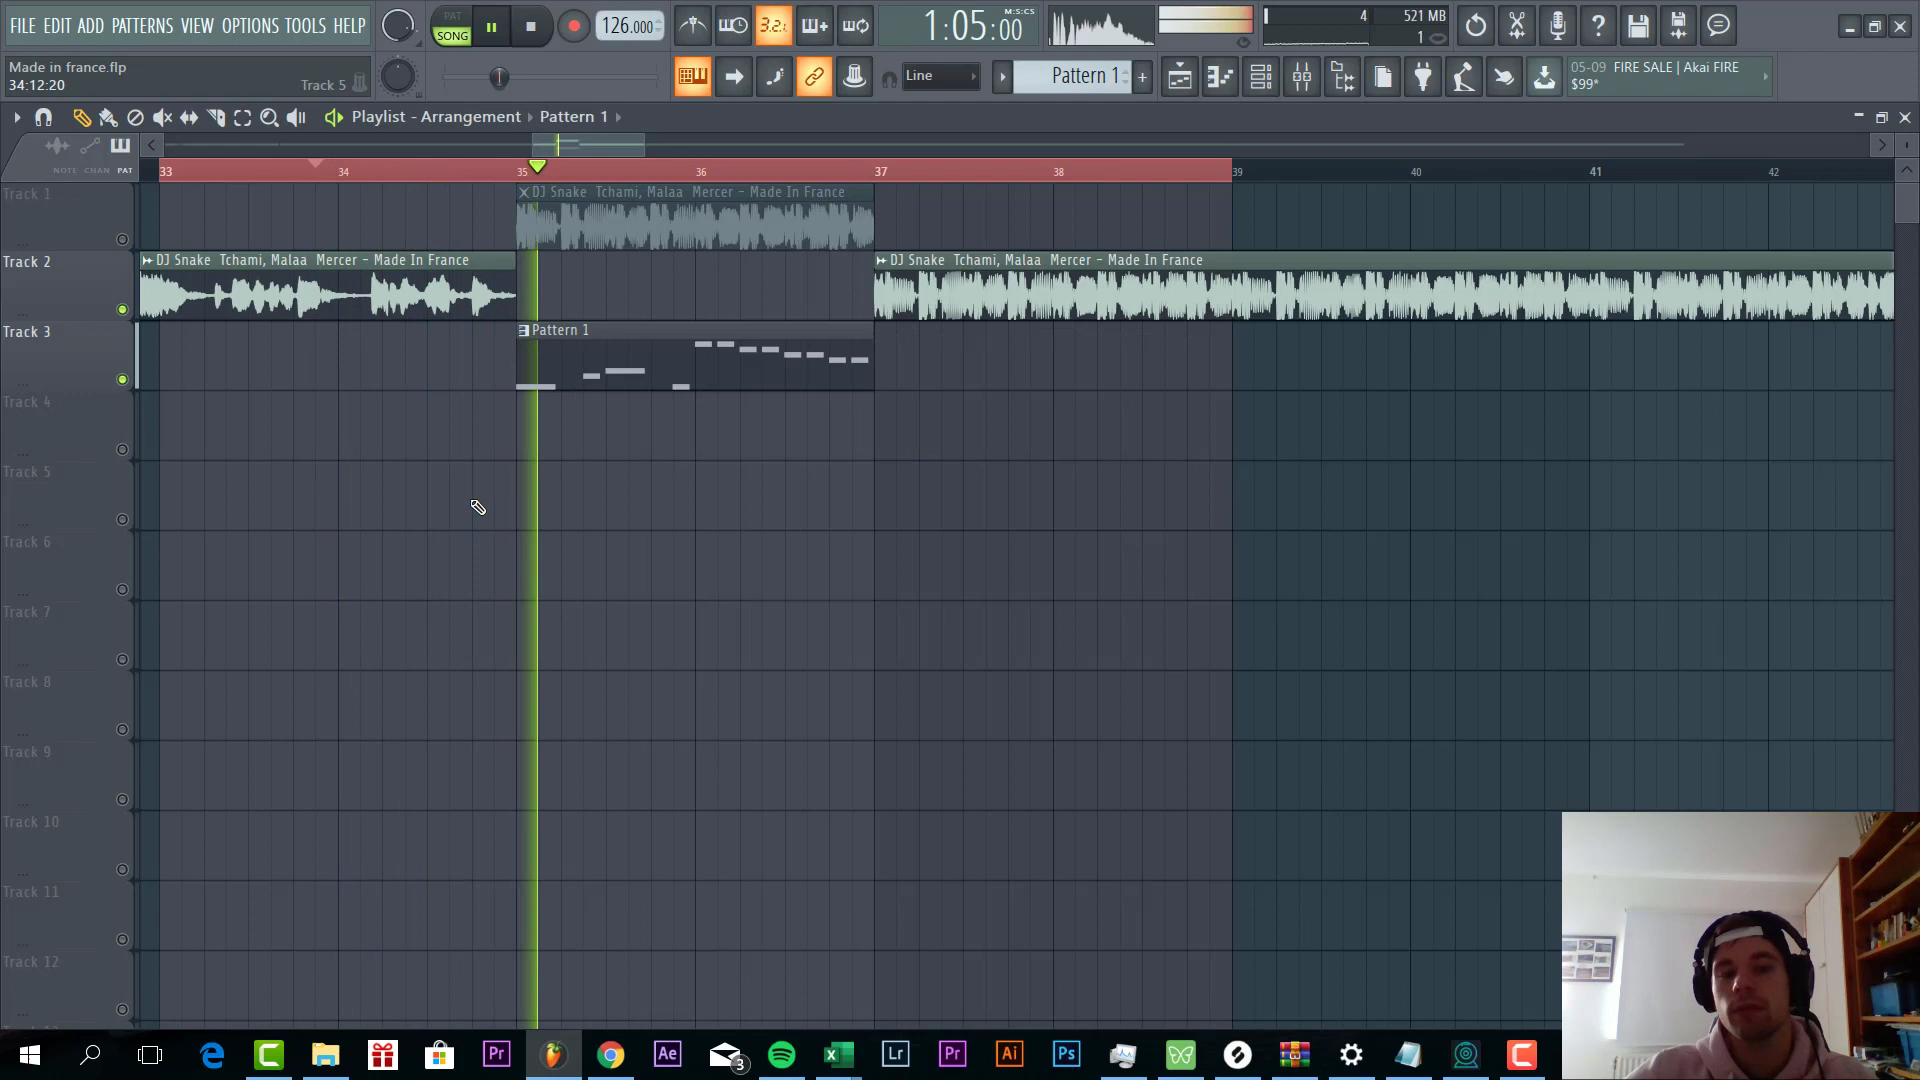 FILE EDIT ADD PATTERNS VIEW OPTIONS TOOLS HELP
PAT
SONG
126.000
3.2.1
1:05:00
M:S:CS
4
521 MB
1
Made in france.flp
34:12:20
Track 5
Line
Pattern 1
05-09 FIRE SALE | Akai FIRE
$99*
Playlist - Arrangement › Pattern 1 ›
NOTE CHAN PAT
33 34 35 36 37 38 39 40 41 42
Track 1
DJ Snake Tchami, Malaa Mercer - Made In France
Track 2
DJ Snake Tchami, Malaa Mercer - Made In France
DJ Snake Tchami, Malaa Mercer - Made In France
Track 3
Pattern 1
Track 4
Track 5
Track 6
Track 7
Track 8
Track 9
Track 10
Track 11
Track 12
Pr
Ae
3
Lr
Pr
Ai
Ps